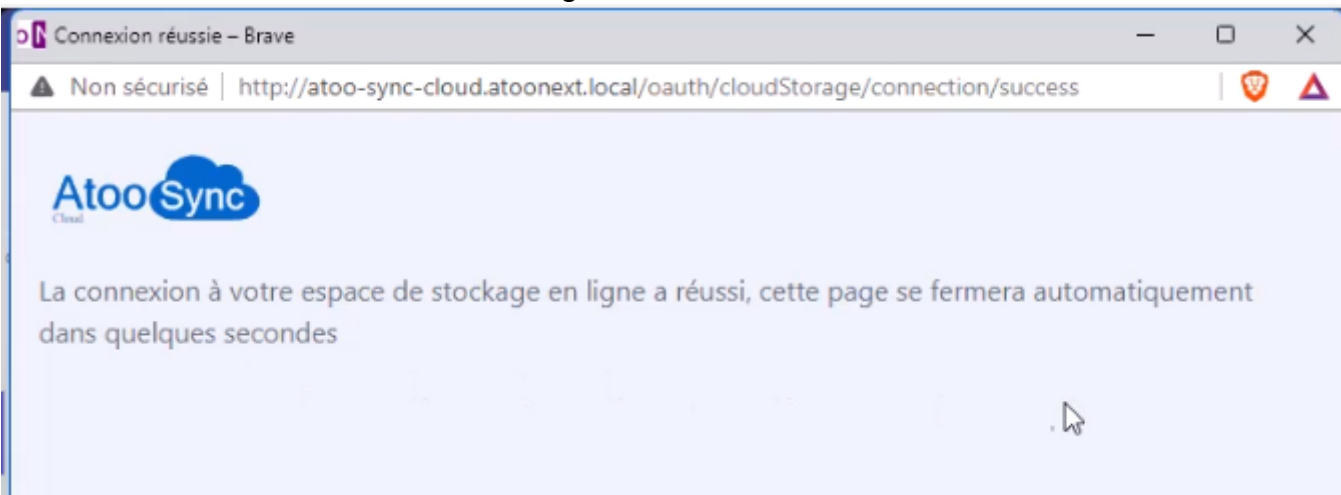 Connexion réussie – Brave
Non sécurisé | http://atoo-sync-cloud.atoonext.local/oauth/cloudStorage/connection/success
Atoo Sync
Cloud
La connexion à votre espace de stockage en ligne a réussi, cette page se fermera automatiquement
dans quelques secondes